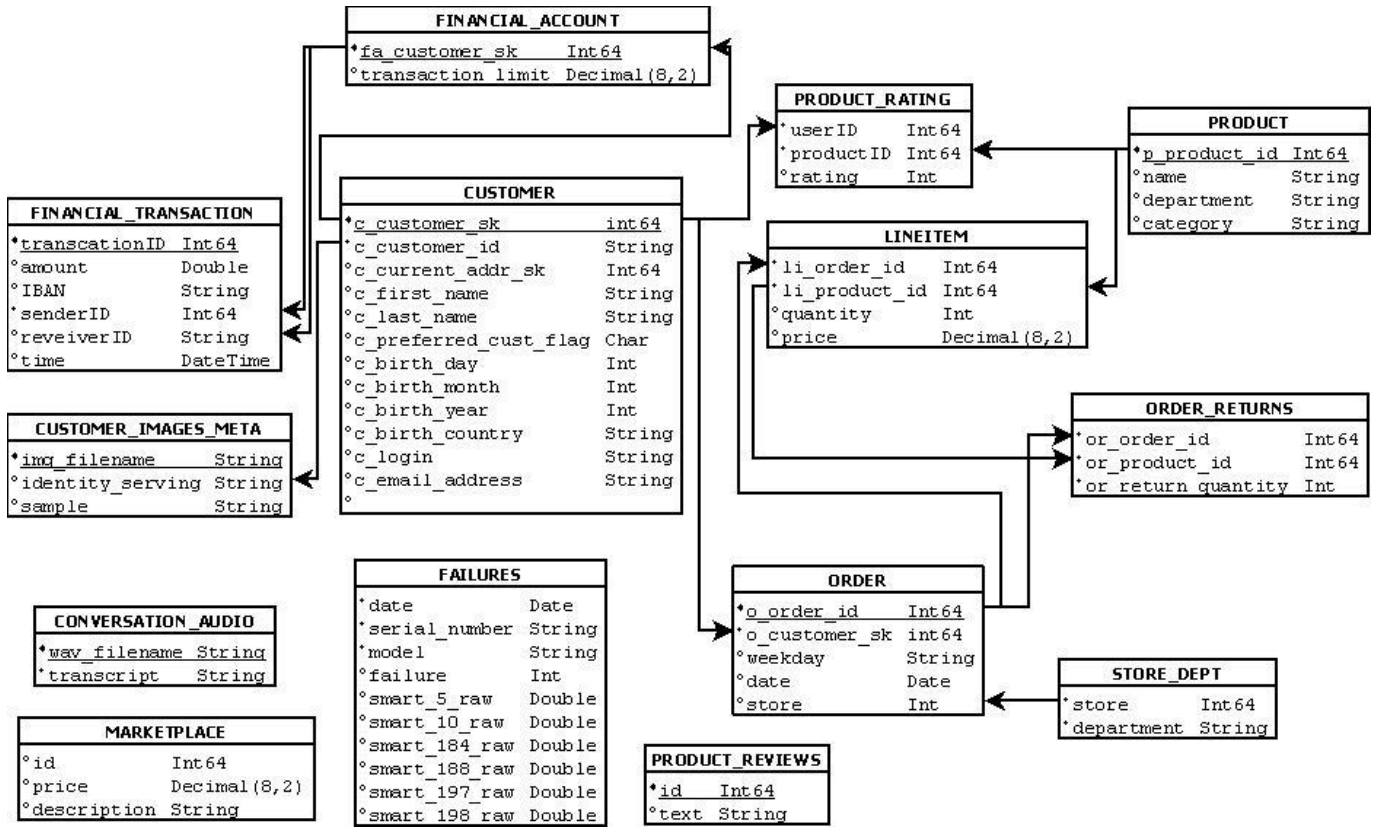 FINANCIAL_ACCOUNT
fa_customer_sk Int64
transaction_limit Decimal(8,2)
PRODUCT_RATING
userID Int64
productID Int64
rating Int
PRODUCT
p_product_id Int64
name String
department String
category String
CUSTOMER
c_customer_sk int64
c_customer_id String
c_current_addr_sk Int64
c_first_name String
c_last_name String
c_preferred_cust_flag Char
c_birth_day Int
c_birth_month Int
c_birth_year Int
c_birth_country String
c_login String
c_email_address String
FINANCIAL_TRANSACTION
transcationID Int64
amount Double
IBAN String
senderID Int64
reveiverID String
time DateTime
LINEITEM
li_order_id Int64
li_product_id Int64
quantity Int
price Decimal(8,2)
CUSTOMER_IMAGES_META
img_filename String
identity_serving String
sample String
ORDER_RETURNS
or_order_id Int64
or_product_id Int64
or_return_quantity Int
FAILURES
date Date
serial_number String
model String
failure Int
smart_5_raw Double
smart_10_raw Double
smart_184_raw Double
smart_188_raw Double
smart_197_raw Double
smart_198_raw Double
ORDER
o_order_id Int64
o_customer_sk int64
weekday String
date Date
store Int
CONVERSATION_AUDIO
wav_filename String
transcript String
STORE_DEPT
store Int64
department String
MARKETPLACE
id Int64
price Decimal(8,2)
description String
PRODUCT_REVIEWS
id Int64
text String